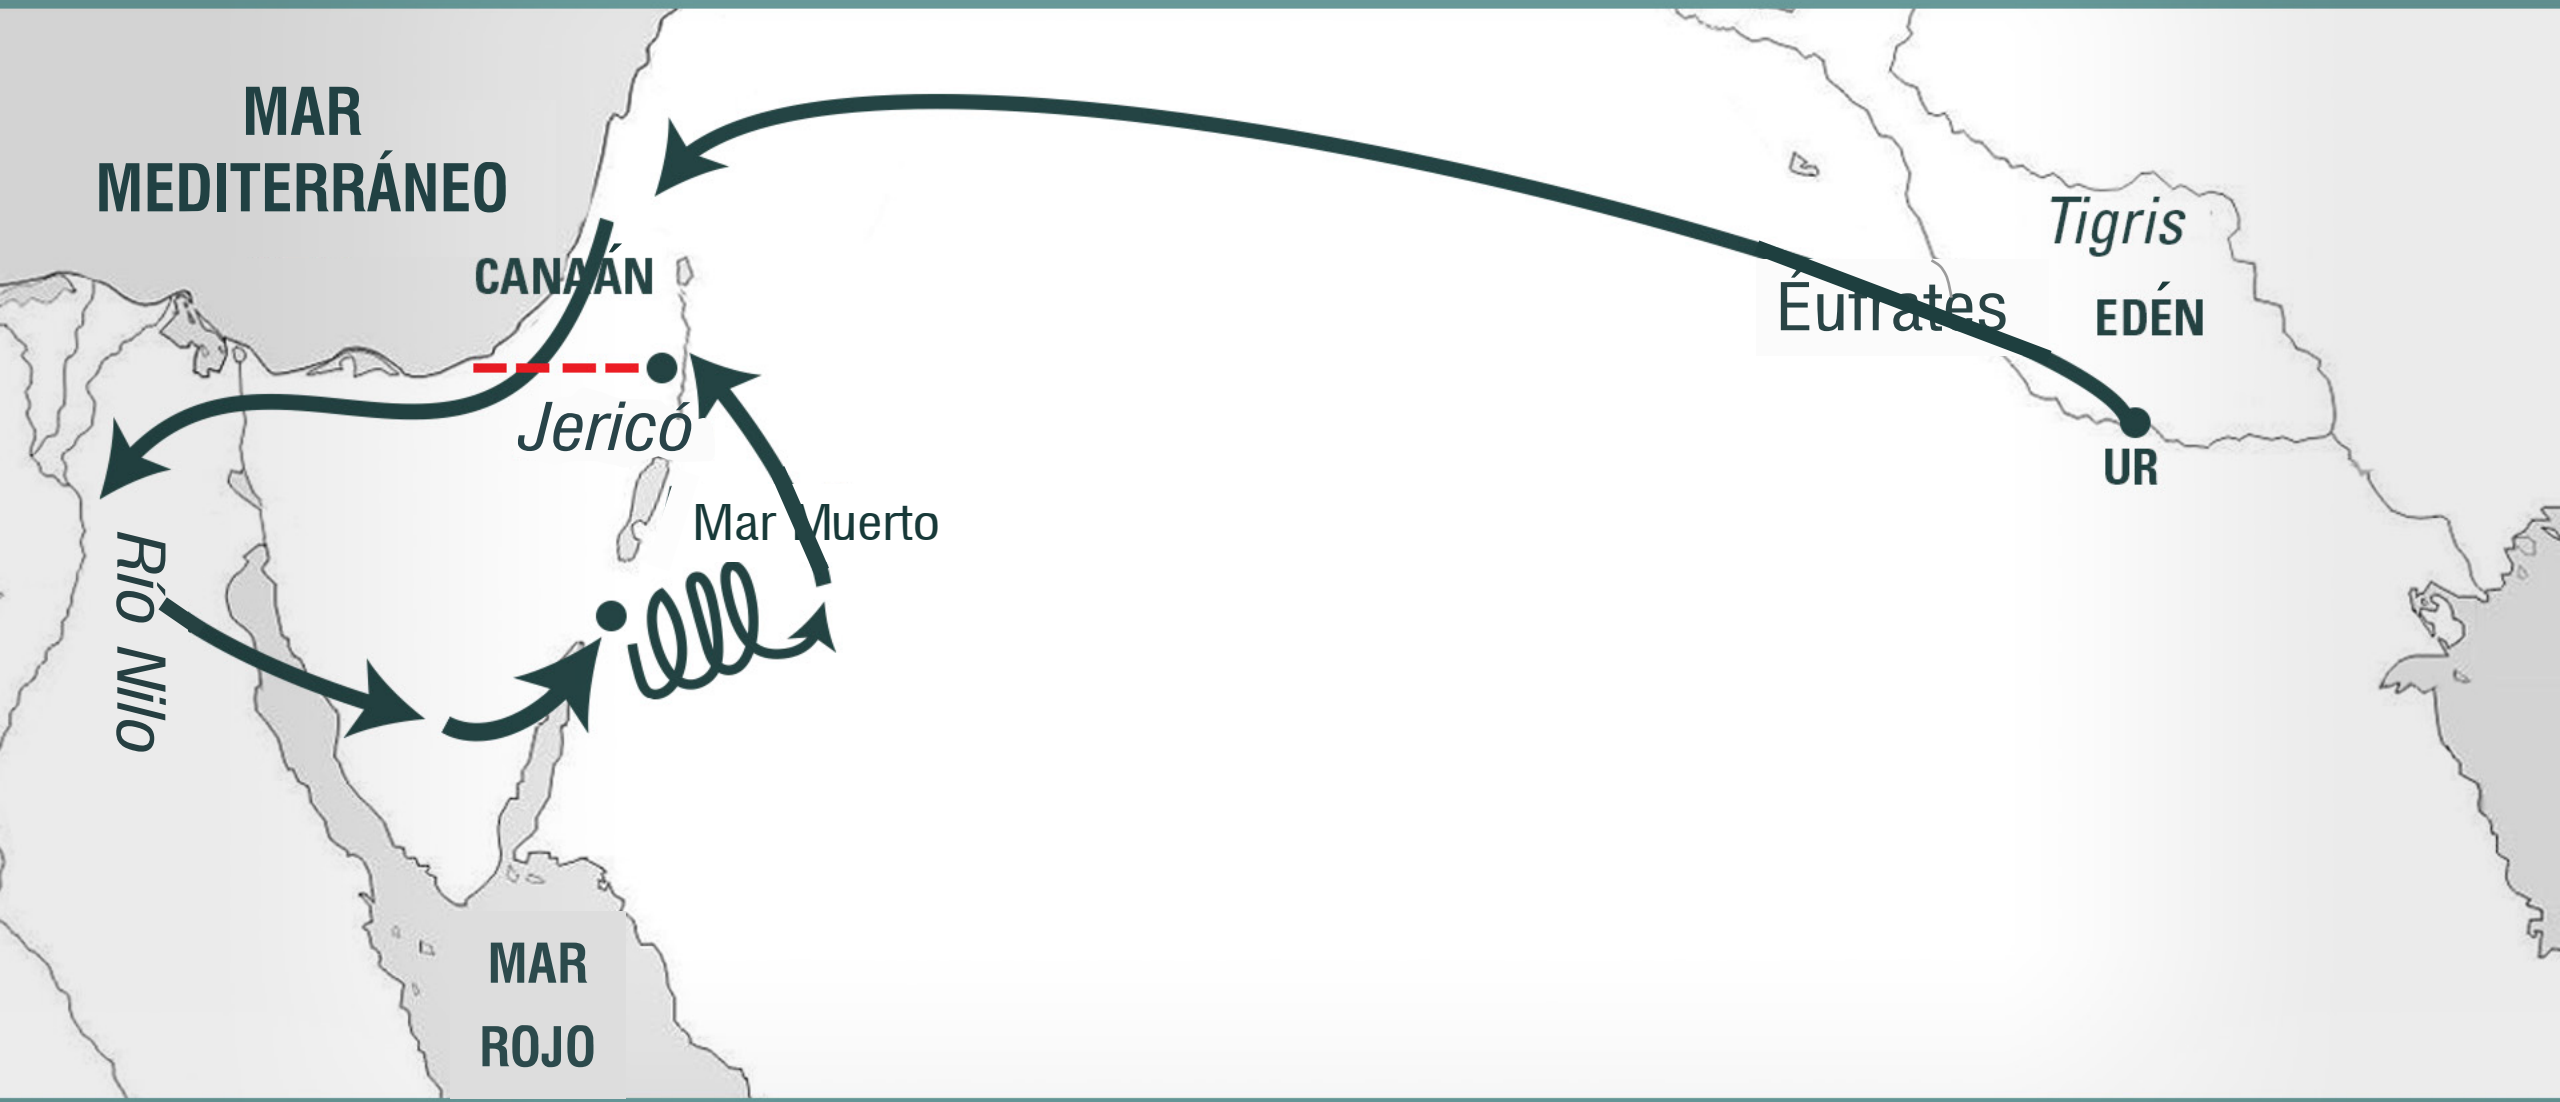 MAR
MEDITERRÁNEO
CANAÁN
Tigris
Éufrates
EDÉN
Jericó
UR
Mar Muerto
Río Nilo
MAR
ROJO